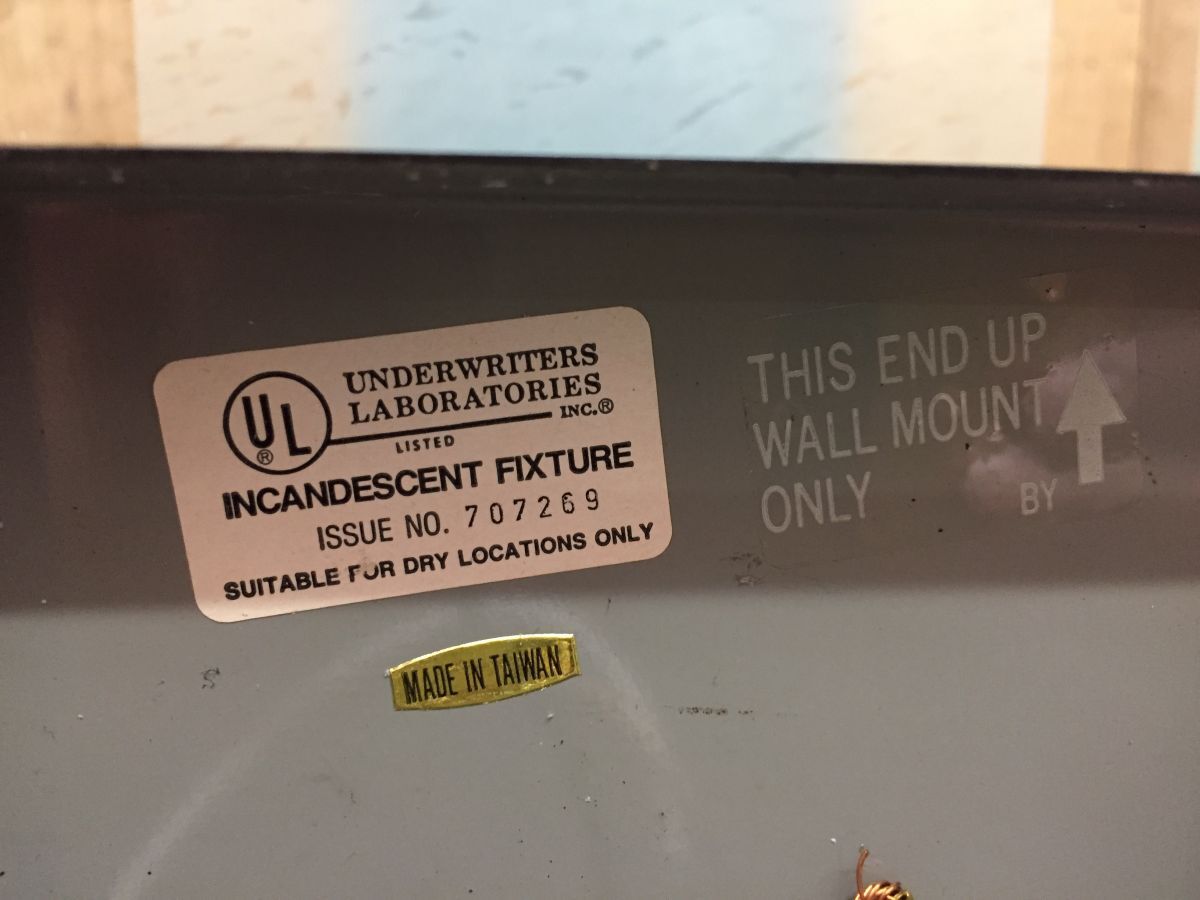 UL®
UNDERWRITERS
LABORATORIES
INC.®
LISTED
INCANDESCENT FIXTURE
ISSUE NO. 707269
SUITABLE FOR DRY LOCATIONS ONLY
MADE IN TAIWAN
THIS END UP
WALL MOUNT
ONLY
BY